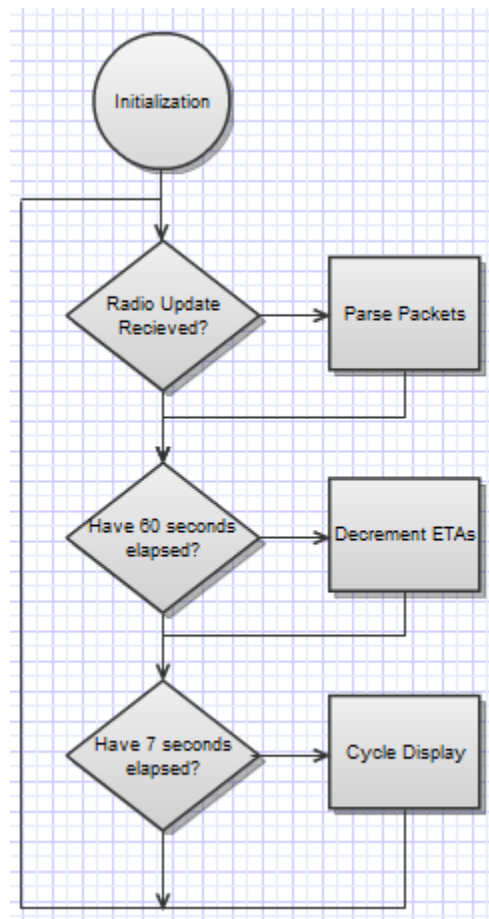 Initialization
Radio Update
Recieved?
Parse Packets
Have 60 seconds
elapsed?
Decrement ETAs
Have 7 seconds
elapsed?
Cycle Display